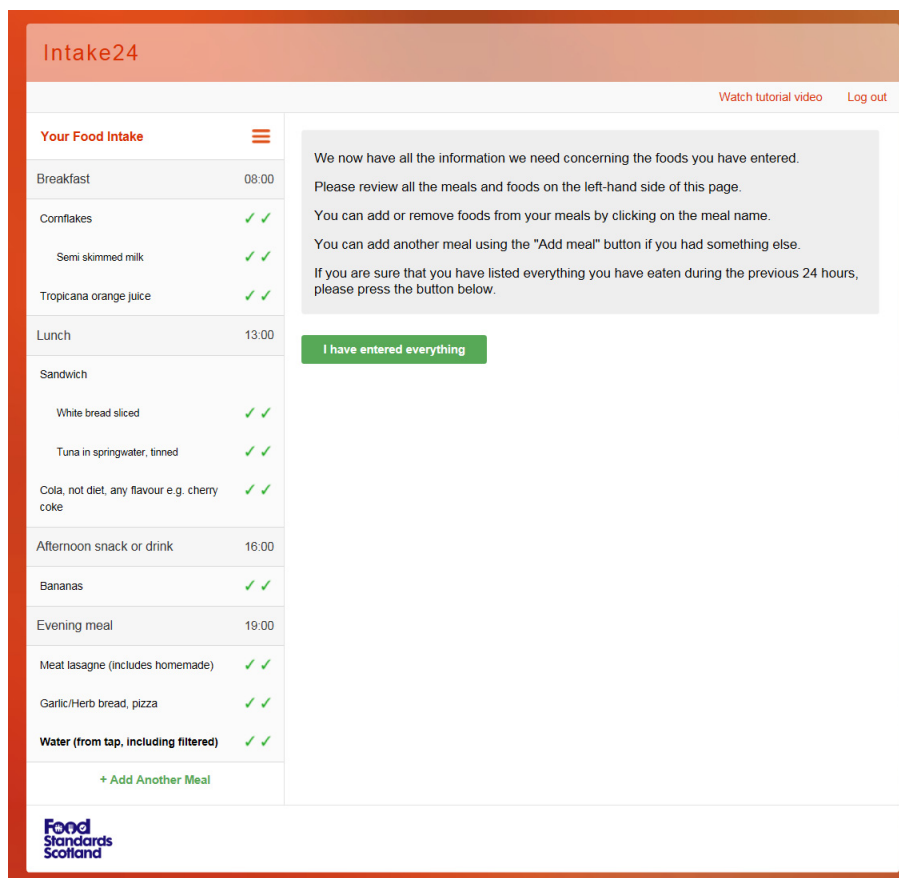 Intake24
Watch tutorial video Log out
Your Food Intake
Breakfast 08:00
Cornflakes
Semi skimmed milk
Tropicana orange juice
Lunch 13:00
Sandwich
White bread sliced
Tuna in springwater, tinned
Cola, not diet, any flavour e.g. cherry
coke
Afternoon snack or drink 16:00
Bananas
Evening meal 19:00
Meat lasagne (includes homemade)
Garlic/Herb bread, pizza
Water (from tap, including filtered)
+ Add Another Meal
We now have all the information we need concerning the foods you have entered.
Please review all the meals and foods on the left-hand side of this page.
You can add or remove foods from your meals by clicking on the meal name.
You can add another meal using the "Add meal" button if you had something else.
If you are sure that you have listed everything you have eaten during the previous 24 hours,
please press the button below.
I have entered everything
Food
Standards
Scotland